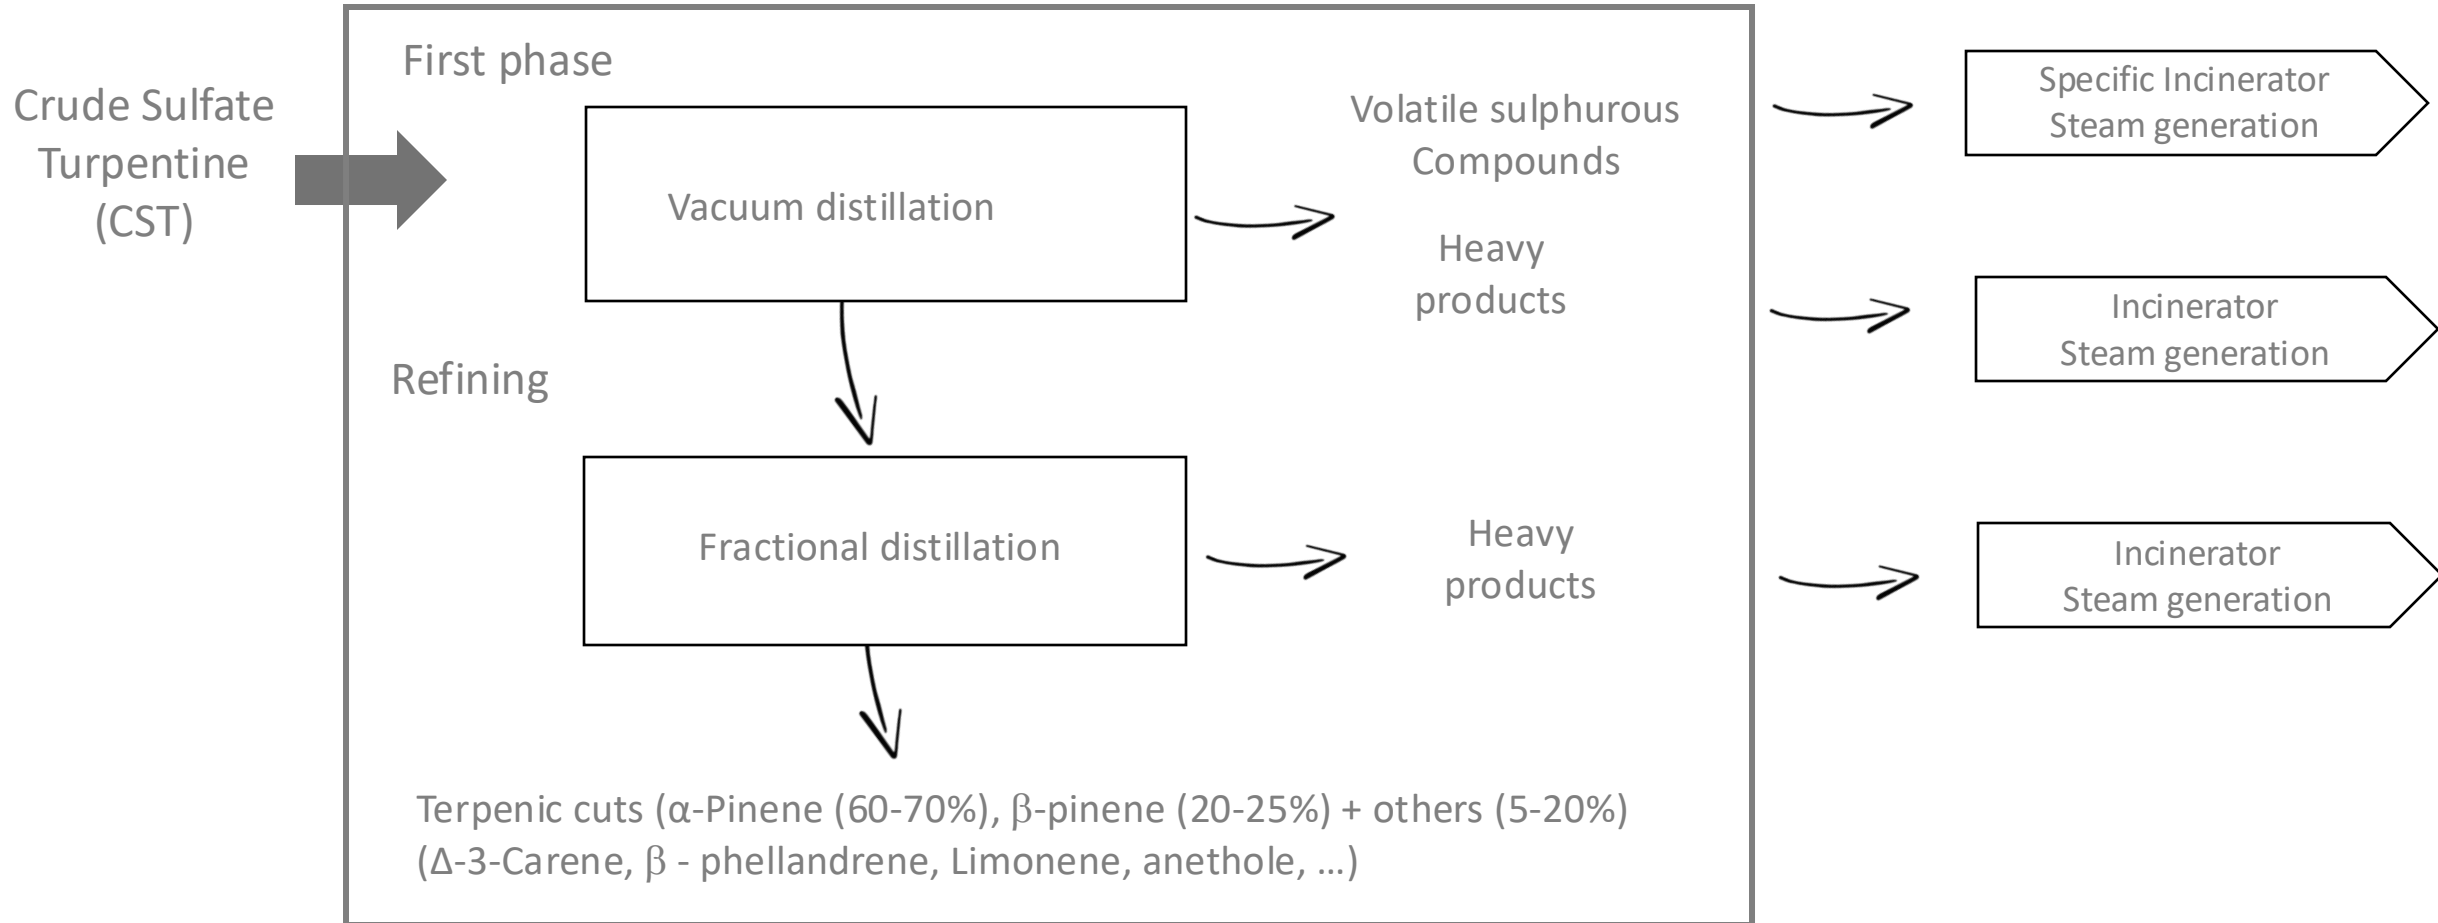 First phase
Crude Sulfate
Turpentine
(CST)
Vacuum distillation
Volatile sulphurous
Compounds
Heavy
products
Specific Incinerator
Steam generation
Incinerator
Steam generation
Refining
Fractional distillation
Heavy
products
Incinerator
Steam generation
Terpenic cuts (α-Pinene (60-70%), β-pinene (20-25%) + others (5-20%)
(Δ-3-Carene, β - phellandrene, Limonene, anethole, ...)